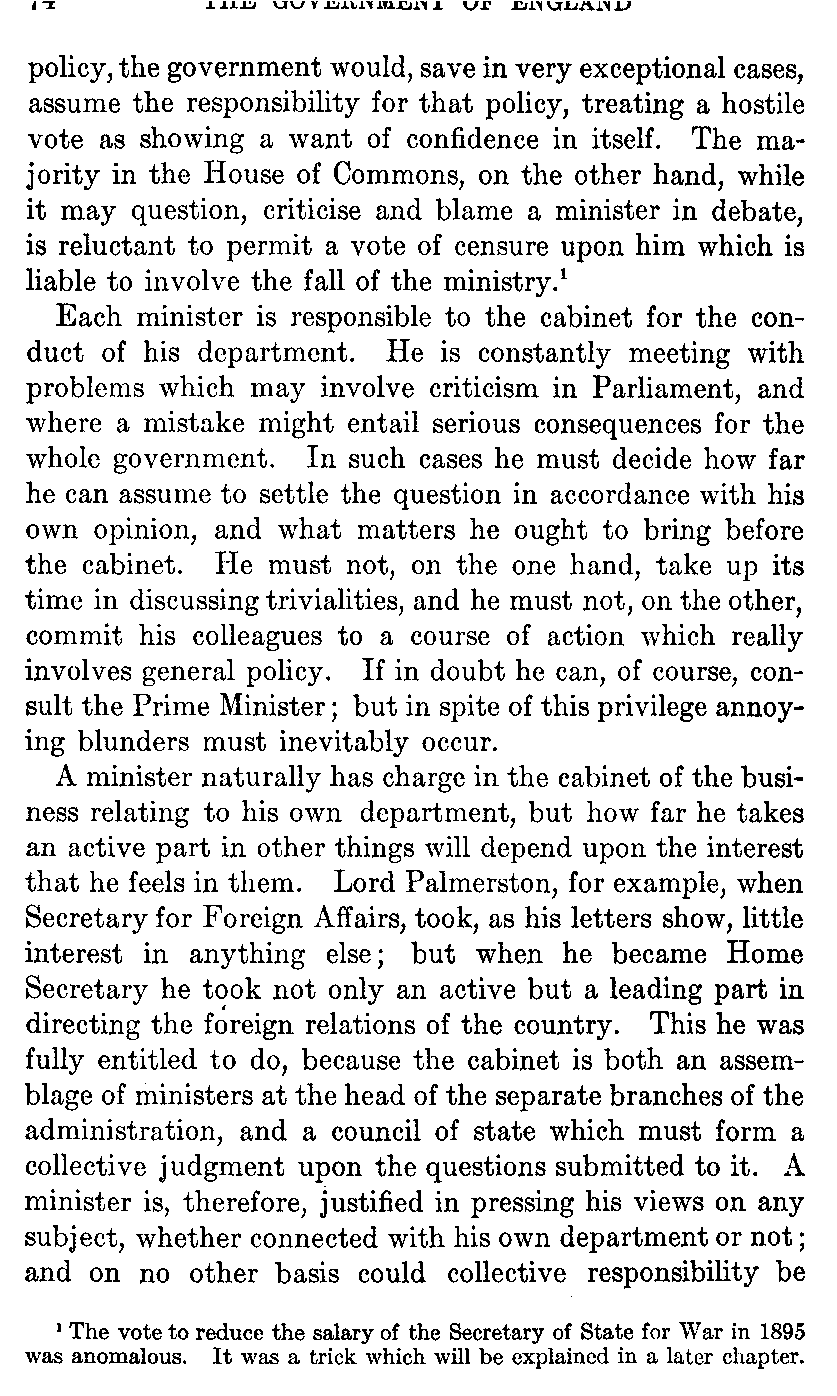 74 THE GOVERNMENT OF ENGLAND
policy, the government would, save in very exceptional cases,
assume the responsibility for that policy, treating a hostile
vote as showing a want of confidence in itself. The ma-
jority in the House of Commons, on the other hand, while
it may question, criticise and blame a minister in debate,
is reluctant to permit a vote of censure upon him which is
liable to involve the fall of the ministry.¹
Each minister is responsible to the cabinet for the con-
duct of his department. He is constantly meeting with
problems which may involve criticism in Parliament, and
where a mistake might entail serious consequences for the
whole government. In such cases he must decide how far
he can assume to settle the question in accordance with his
own opinion, and what matters he ought to bring before
the cabinet. He must not, on the one hand, take up its
time in discussing trivialities, and he must not, on the other,
commit his colleagues to a course of action which really
involves general policy. If in doubt he can, of course, con-
sult the Prime Minister; but in spite of this privilege annoy-
ing blunders must inevitably occur.
A minister naturally has charge in the cabinet of the busi-
ness relating to his own department, but how far he takes
an active part in other things will depend upon the interest
that he feels in them. Lord Palmerston, for example, when
Secretary for Foreign Affairs, took, as his letters show, little
interest in anything else; but when he became Home
Secretary he took not only an active but a leading part in
directing the foreign relations of the country. This he was
fully entitled to do, because the cabinet is both an assem-
blage of ministers at the head of the separate branches of the
administration, and a council of state which must form a
collective judgment upon the questions submitted to it. A
minister is, therefore, justified in pressing his views on any
subject, whether connected with his own department or not;
and on no other basis could collective responsibility be
¹ The vote to reduce the salary of the Secretary of State for War in 1895
was anomalous. It was a trick which will be explained in a later chapter.